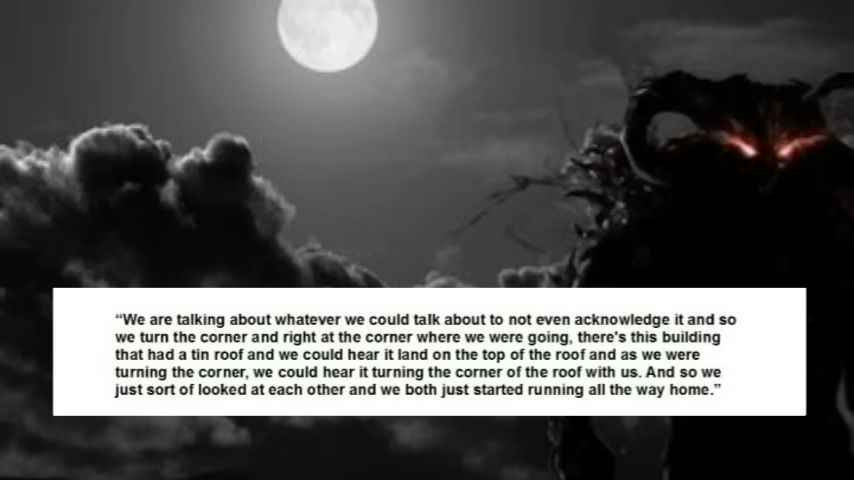 “We are talking about whatever we could talk about to not even acknowledge it and so
we turn the corner and right at the corner where we were going, there's this building
that had a tin roof and we could hear it land on the top of the roof and as we were
turning the corner, we could hear it turning the corner of the roof with us. And so we
just sort of looked at each other and we both just started running all the way home.”